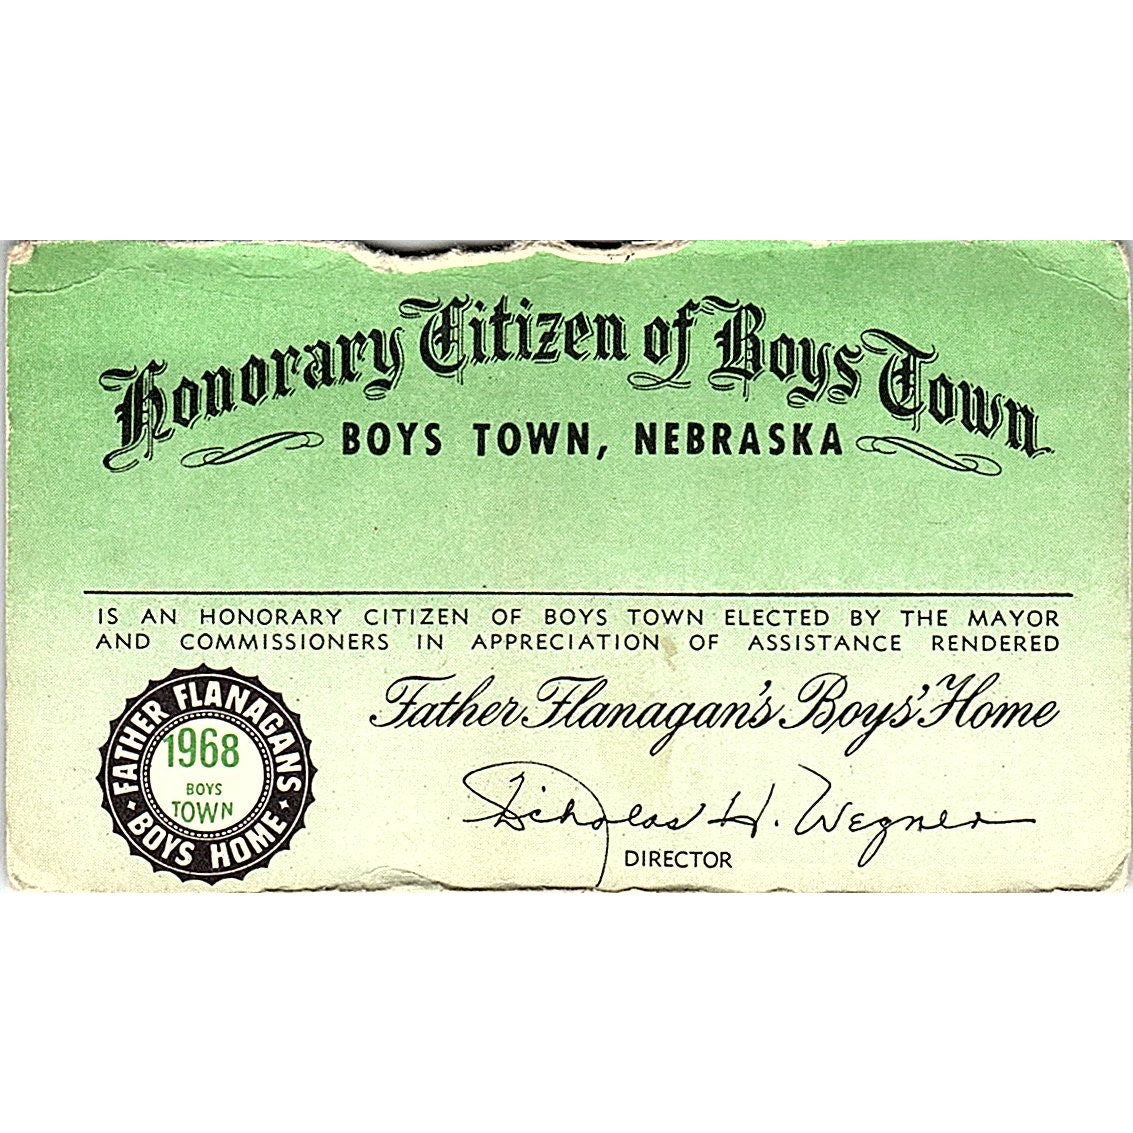 Honorary Citizen of Boys Town
BOYS TOWN, NEBRASKA
IS AN HONORARY CITIZEN OF BOYS TOWN ELECTED BY THE MAYOR
AND COMMISSIONERS IN APPRECIATION OF ASSISTANCE RENDERED
Father Flanagan's Boys' Home
Nicholas H. Wegner
DIRECTOR
FATHER FLANAGANS
BOYS HOME
1968
BOYS
TOWN